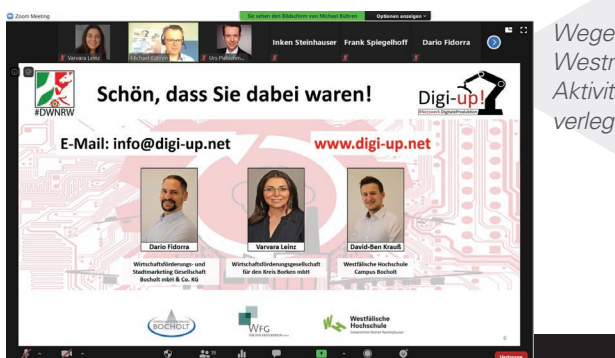 Zoom Meeting
Sie sehen den Bildschirm von Michael Bühren
Optionen anzeigen
Varvara Leinz
Michael Bühren
Inken Steinhauser
Frank Spiegelhoff
Dario Fidorra
#DWNRW
Schön, dass Sie dabei waren!
Digi-up!
E-Mail: info@digi-up.net
www.digi-up.net
Dario Fidorra
Varvara Leinz
David-Ben Krauß
Wirtschaftsförderungs- und
Stadtmarketing Gesellschaft
Bocholt mbH & Co. KG
Wirtschaftsförderungsgesellschaft
für den Kreis Borken mbH
Westfälische Hochschule
Campus Bocholt
BOCHOLT
WFG
Westfälische
Hochschule
6
19
Verlassen
Wege
Westm
Aktivit
verleg